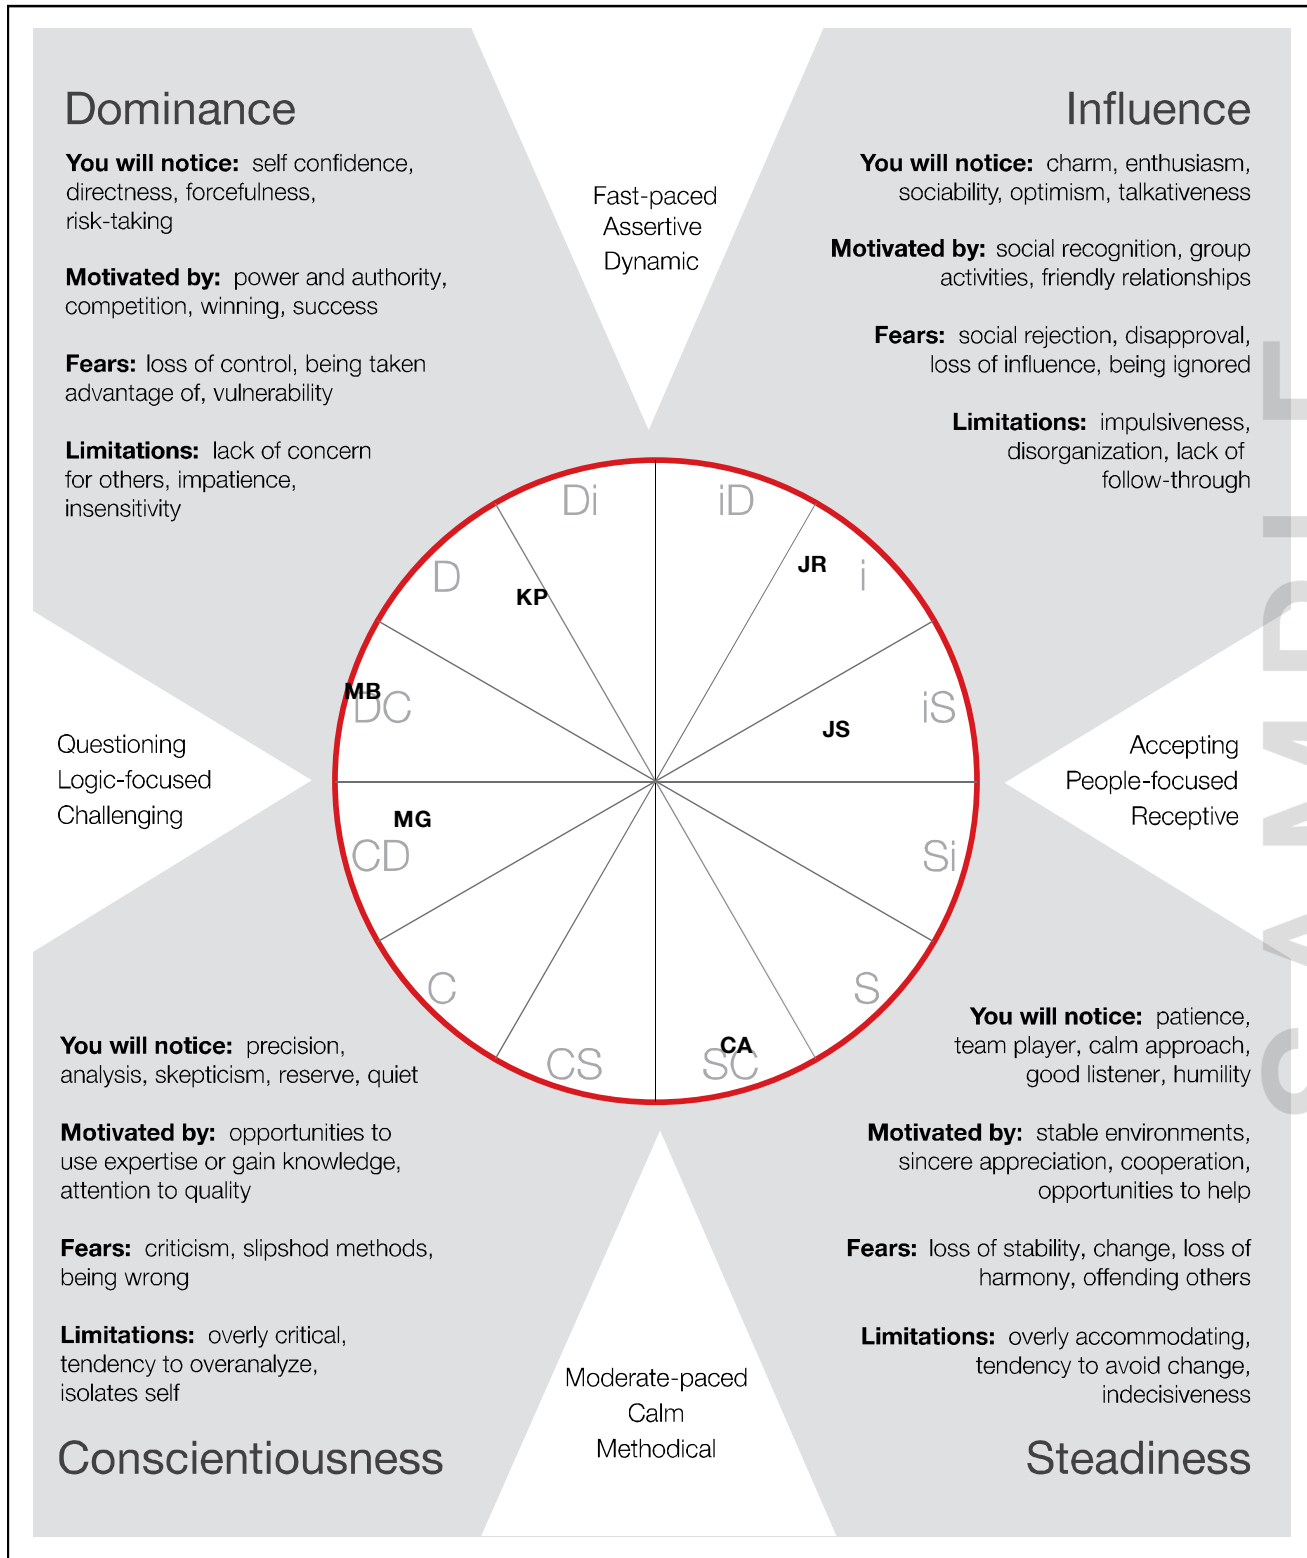 Dominance
You will notice: self confidence,
directness, forcefulness,
risk-taking
Motivated by: power and authority,
competition, winning, success
Fears: loss of control, being taken
advantage of, vulnerability
Limitations: lack of concern
for others, impatience,
insensitivity
Fast-paced
Assertive
Dynamic
Influence
You will notice: charm, enthusiasm,
sociability, optimism, talkativeness
Motivated by: social recognition, group
activities, friendly relationships
Fears: social rejection, disapproval,
loss of influence, being ignored
Limitations: impulsiveness,
disorganization, lack of
follow-through
Di
iD
D
KP
JR
i
MB
DC
JS
iS
MG
CD
Si
C
S
CS
CA
SC
Questioning
Logic-focused
Challenging
Accepting
People-focused
Receptive
You will notice: precision,
analysis, skepticism, reserve, quiet
Motivated by: opportunities to
use expertise or gain knowledge,
attention to quality
Fears: criticism, slipshod methods,
being wrong
Limitations: overly critical,
tendency to overanalyze,
isolates self
Conscientiousness
Moderate-paced
Calm
Methodical
You will notice: patience,
team player, calm approach,
good listener, humility
Motivated by: stable environments,
sincere appreciation, cooperation,
opportunities to help
Fears: loss of stability, change, loss of
harmony, offending others
Limitations: overly accommodating,
tendency to avoid change,
indecisiveness
Steadiness
SAMPLE